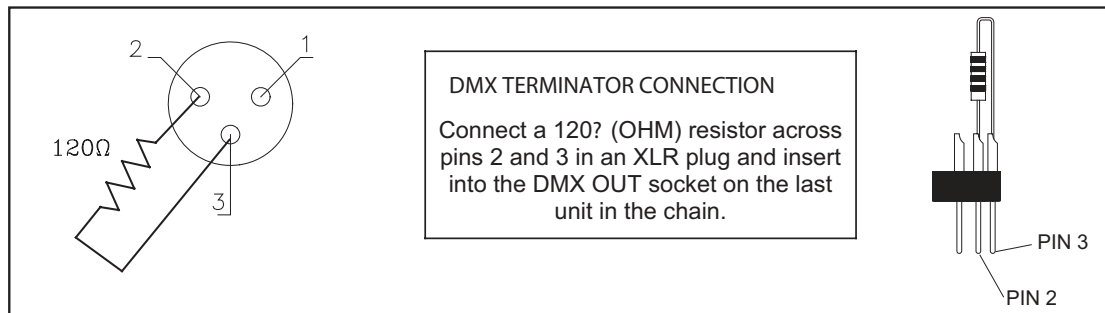 2
1
120Ω
3
DMX TERMINATOR CONNECTION
Connect a 120? (OHM) resistor across
pins 2 and 3 in an XLR plug and insert
into the DMX OUT socket on the last
unit in the chain.
PIN 3
PIN 2